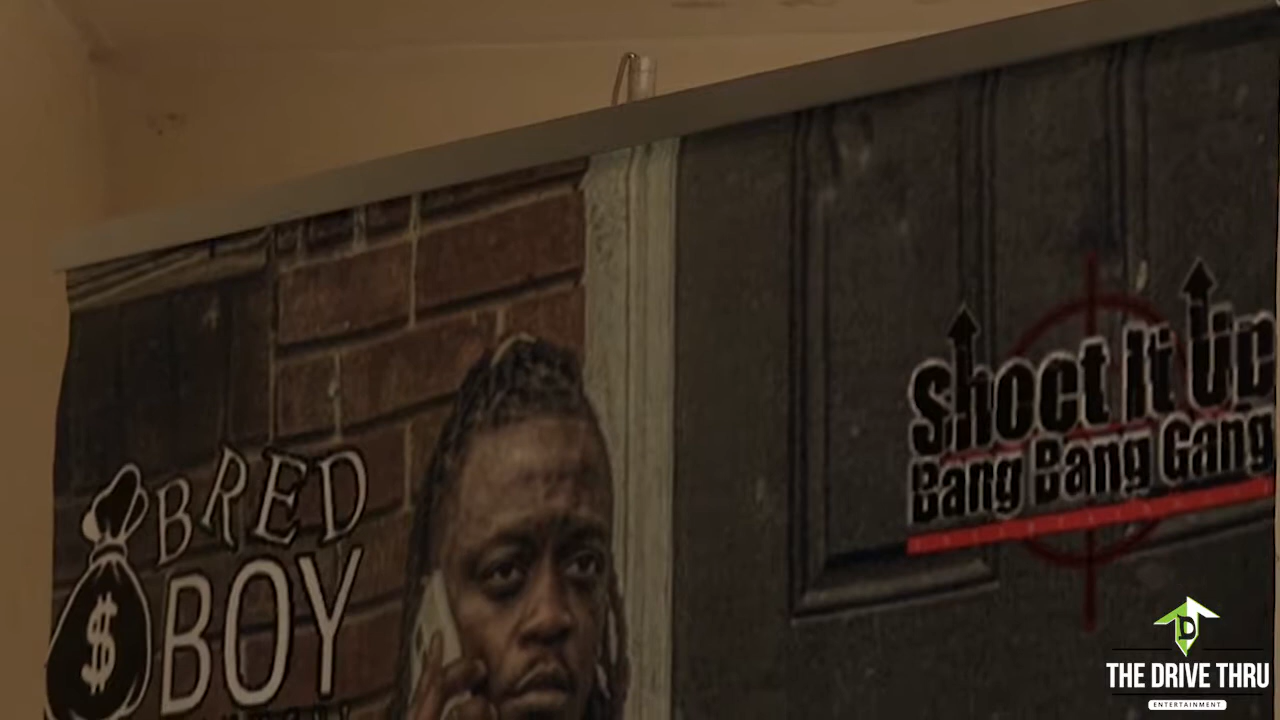 BRED
BOY
$
Shoot It Up
Bang Bang Gang
D
THE DRIVE THRU
ENTERTAINMENT